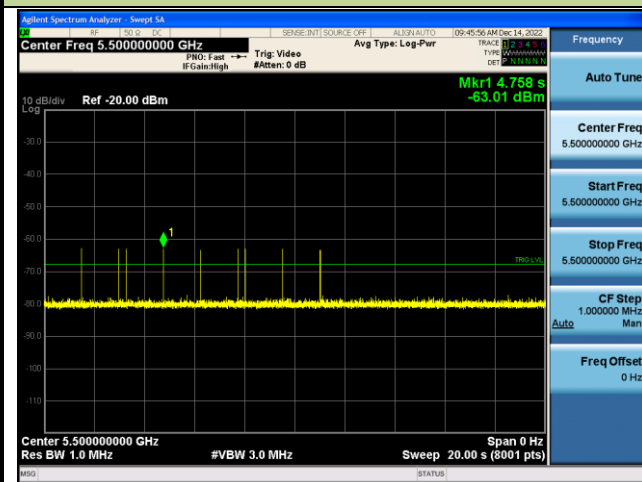 Agilent Spectrum Analyzer - Swept SA
RF 50 Ω DC SENSE:INT SOURCE OFF ALIGN AUTO 09:45:56 AM Dec 14, 2022
Center Freq 5.500000000 GHz
PNO: Fast
IFGain:High
Trig: Video
#Atten: 0 dB
Avg Type: Log-Pwr
TRACE 1 2 3 4 5 6
TYPE
DET P N N N N N
Mkr1 4.758 s
-63.01 dBm
10 dB/div Ref -20.00 dBm
Log
-30.0
-40.0
-50.0
-60.0
-70.0
-80.0
-90.0
-100
-110
1
TRIG LVL
Center 5.500000000 GHz Span 0 Hz
Res BW 1.0 MHz #VBW 3.0 MHz Sweep 20.00 s (8001 pts)
MSG STATUS
Frequency
Auto Tune
Center Freq
5.500000000 GHz
Start Freq
5.500000000 GHz
Stop Freq
5.500000000 GHz
CF Step
1.000000 MHz
Auto Man
Freq Offset
0 Hz